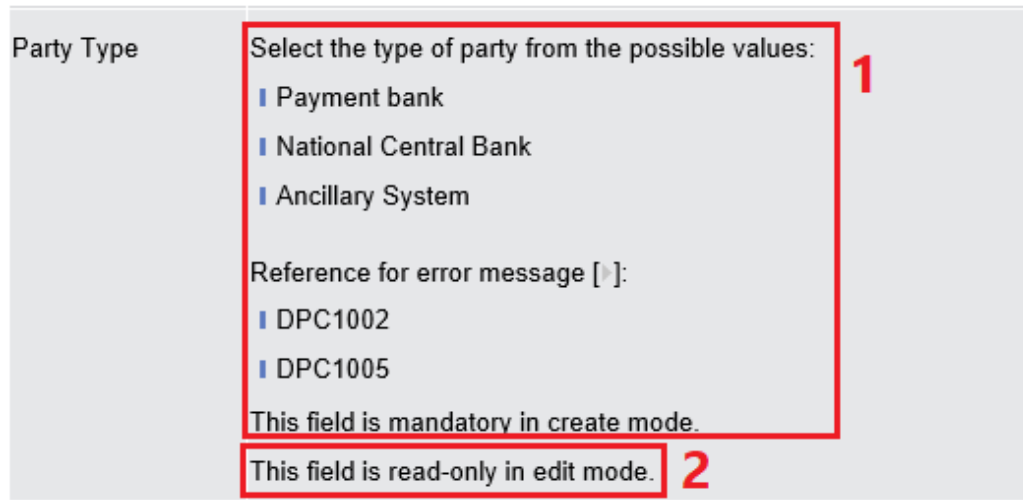 Party Type
Select the type of party from the possible values:
Payment bank
National Central Bank
Ancillary System
Reference for error message [▶]:
DPC1002
DPC1005
This field is mandatory in create mode.
This field is read-only in edit mode.
1
2